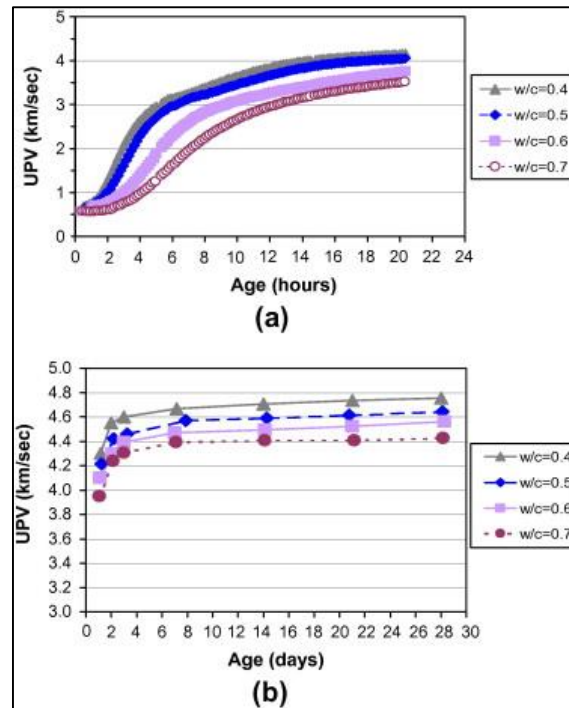 5
4
3
2
1
0
UPV (km/sec)
0 2 4 6 8 10 12 14 16 18 20 22 24
Age (hours)
w/c=0.4
w/c=0.5
w/c=0.6
w/c=0.7
(a)
5.0
4.8
4.6
4.4
4.2
4.0
3.8
3.6
3.4
3.2
3.0
UPV (km/sec)
0 2 4 6 8 10 12 14 16 18 20 22 24 26 28 30
Age (days)
w/c=0.4
w/c=0.5
w/c=0.6
w/c=0.7
(b)